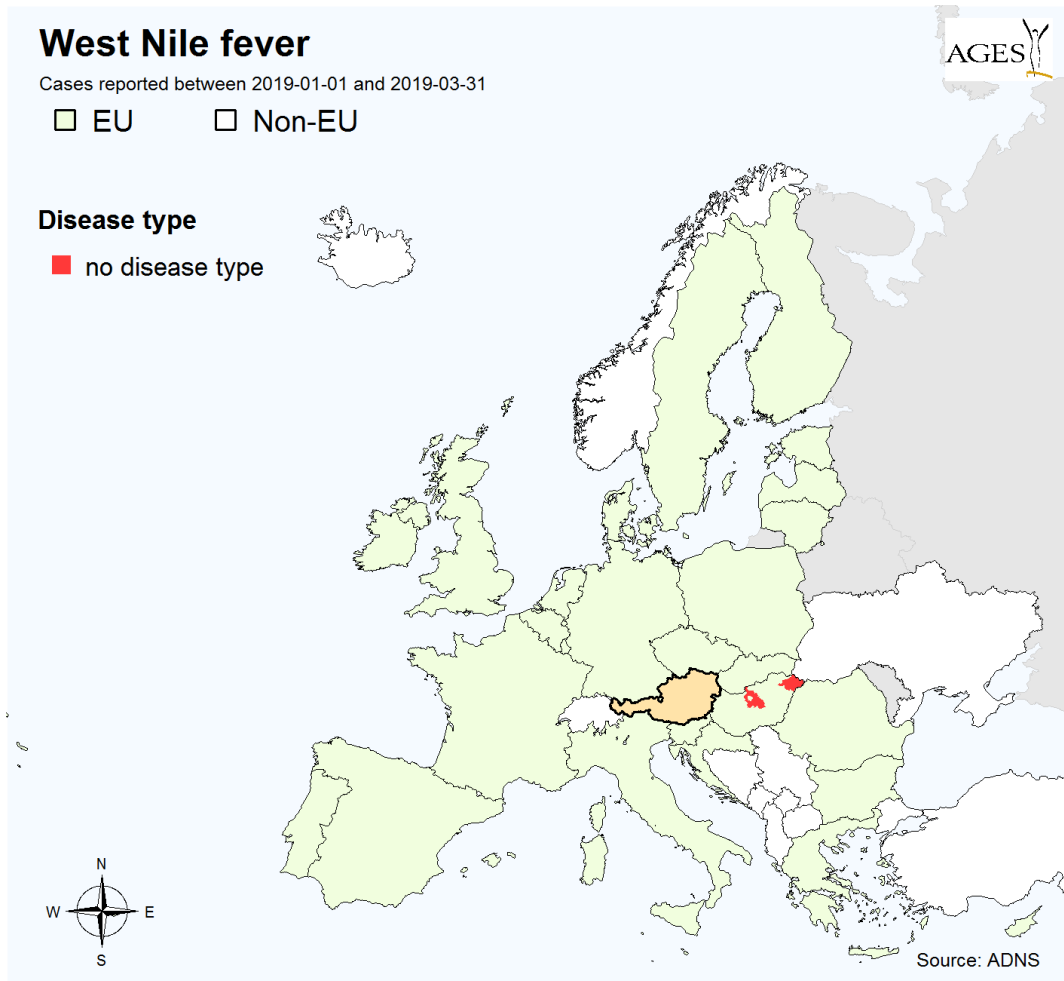 West Nile fever
Cases reported between 2019-01-01 and 2019-03-31
EU Non-EU
AGES
Disease type
no disease type
N
W E
S
Source: ADNS